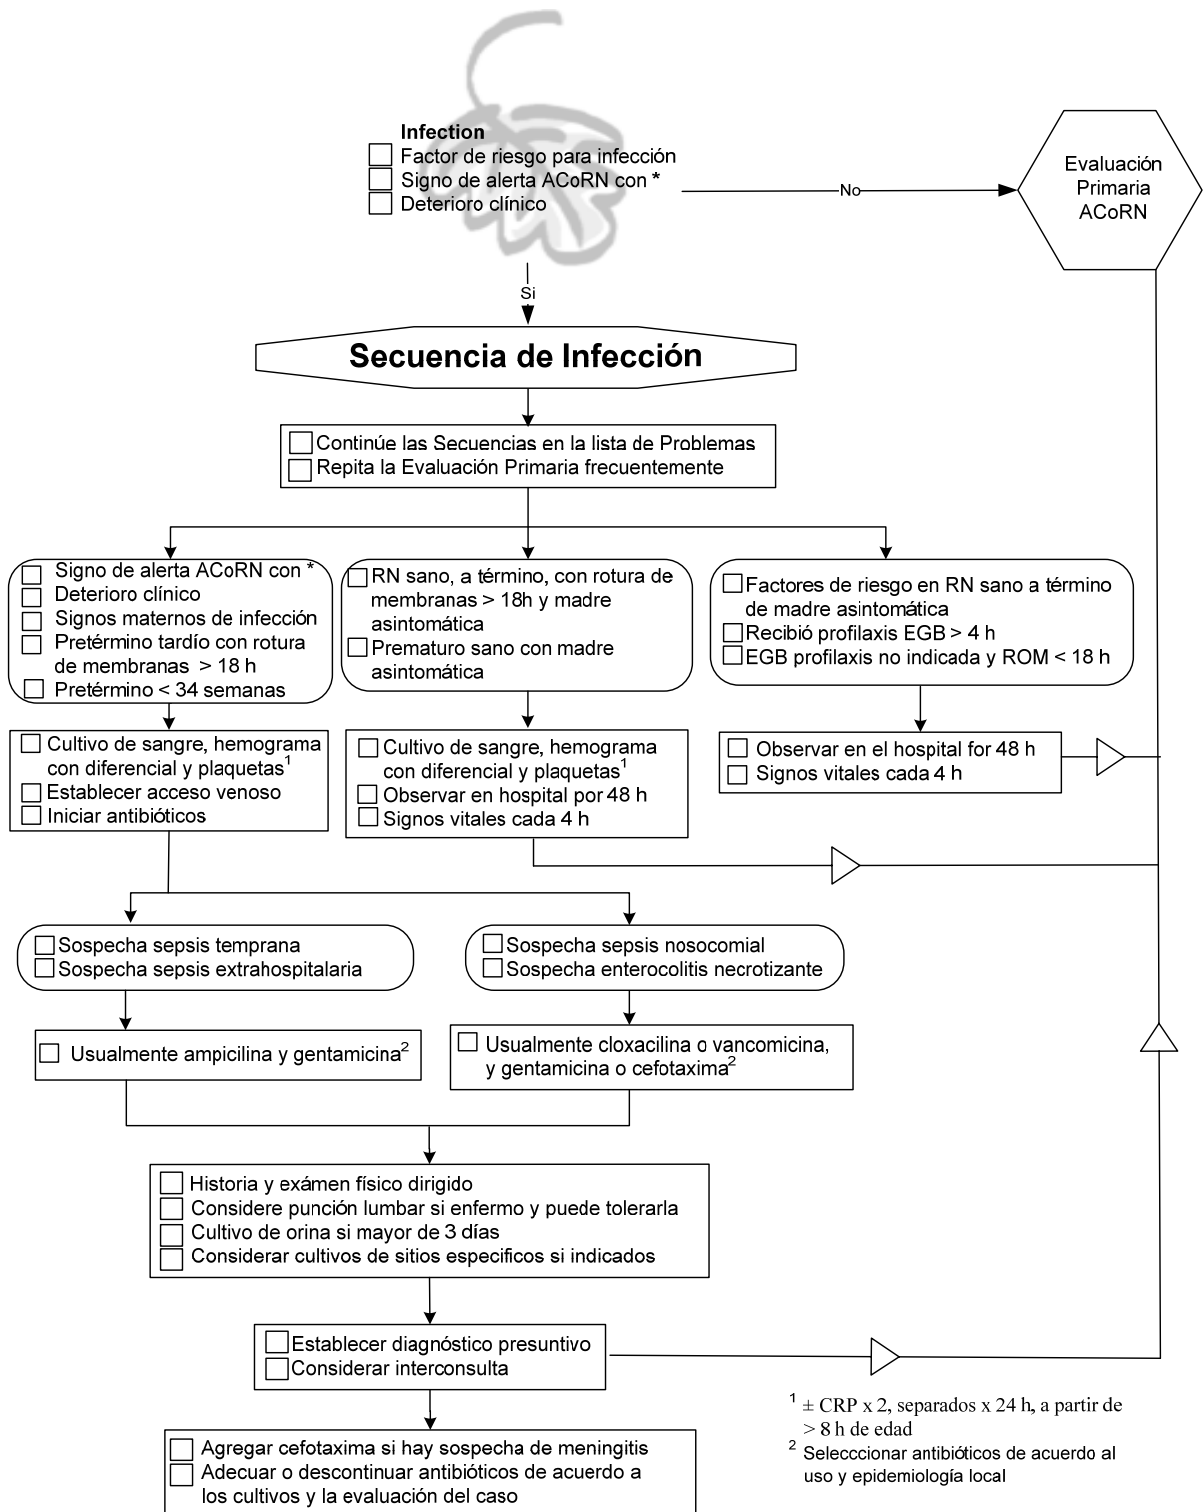 Infection
Factor de riesgo para infección
Signo de alerta ACoRN con *
Deterioro clínico
No
Evaluación
Primaria
ACoRN
Si
Secuencia de Infección
Continúe las Secuencias en la lista de Problemas
Repita la Evaluación Primaria frecuentemente
Signo de alerta ACoRN con *
Deterioro clínico
Signos maternos de infección
Pretérmino tardío con rotura
de membranas > 18 h
Pretérmino < 34 semanas
RN sano, a término, con rotura de
membranas > 18h y madre
asintomática
Prematuro sano con madre
asintomática
Factores de riesgo en RN sano a término
de madre asintomática
Recibió profilaxis EGB > 4 h
EGB profilaxis no indicada y ROM < 18 h
Cultivo de sangre, hemograma
con diferencial y plaquetas¹
Establecer acceso venoso
Iniciar antibióticos
Cultivo de sangre, hemograma
con diferencial y plaquetas¹
Observar en hospital por 48 h
Signos vitales cada 4 h
Observar en el hospital for 48 h
Signos vitales cada 4 h
Sospecha sepsis temprana
Sospecha sepsis extrahospitalaria
Sospecha sepsis nosocomial
Sospecha enterocolitis necrotizante
Usualmente ampicilina y gentamicina²
Usualmente cloxacilina o vancomicina,
y gentamicina o cefotaxima²
Historia y exámen físico dirigido
Considere punción lumbar si enfermo y puede tolerarla
Cultivo de orina si mayor de 3 días
Considerar cultivos de sitios especificos si indicados
Establecer diagnóstico presuntivo
Considerar interconsulta
Agregar cefotaxima si hay sospecha de meningitis
Adecuar o descontinuar antibióticos de acuerdo a
los cultivos y la evaluación del caso
¹ ± CRP x 2, separados x 24 h, a partir de
> 8 h de edad
² Selecccionar antibióticos de acuerdo al
uso y epidemiología local